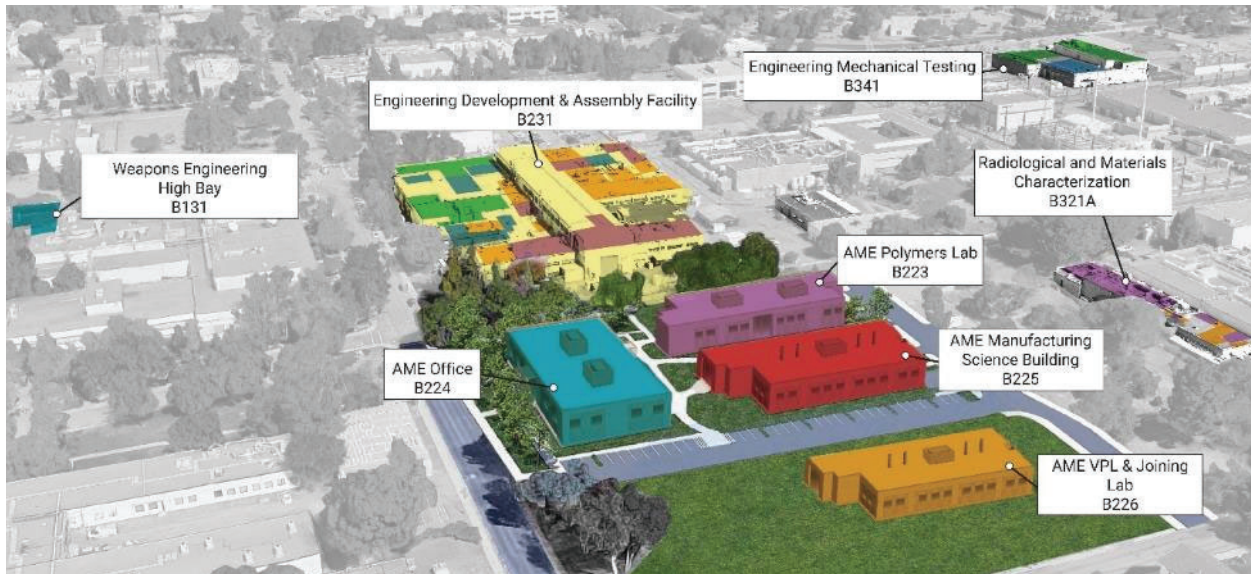 Engineering Mechanical Testing
B341
Engineering Development & Assembly Facility
B231
Weapons Engineering
High Bay
B131
Radiological and Materials
Characterization
B321A
AME Polymers Lab
B223
AME Manufacturing
Science Building
B225
AME Office
B224
AME VPL & Joining
Lab
B226